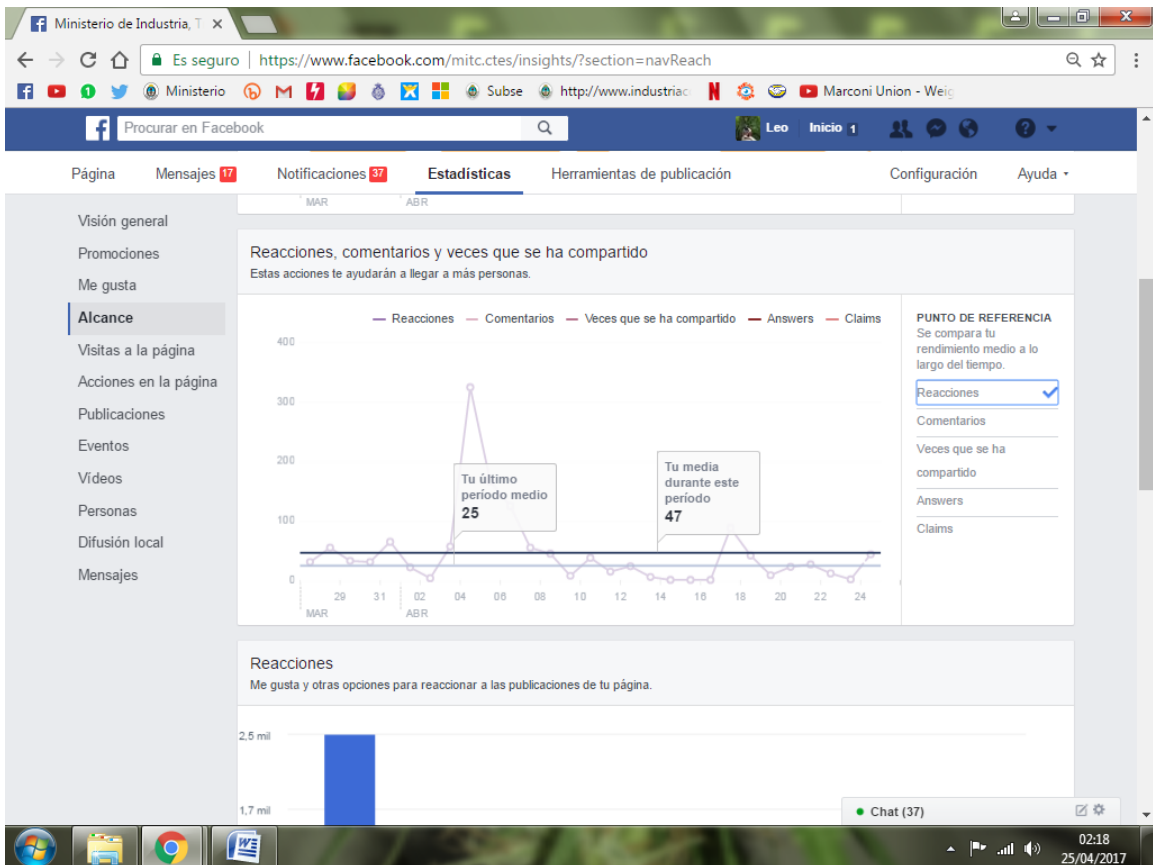 Ministerio de Industria, T
Es seguro https://www.facebook.com/mitc.ctes/insights/?section=navReach
Ministerio Subse http://www.industriac Marconi Union - Weig
Procurar en Facebook Leo Inicio 1
Página Mensajes 17 Notificaciones 37 Estadísticas Herramientas de publicación Configuración Ayuda
MAR ABR
Visión general
Promociones
Me gusta
Alcance
Visitas a la página
Acciones en la página
Publicaciones
Eventos
Vídeos
Personas
Difusión local
Mensajes
Reacciones, comentarios y veces que se ha compartido
Estas acciones te ayudarán a llegar a más personas.
Reacciones Comentarios Veces que se ha compartido Answers Claims
400
300
200
100
0
Tu último
período medio
25
Tu media
durante este
período
47
29 31 02 04 06 08 10 12 14 16 18 20 22 24
MAR ABR
PUNTO DE REFERENCIA
Se compara tu
rendimiento medio a lo
largo del tiempo.
Reacciones
Comentarios
Veces que se ha
compartido
Answers
Claims
Reacciones
Me gusta y otras opciones para reaccionar a las publicaciones de tu página.
2,5 mil
1,7 mil
Chat (37)
02:18
25/04/2017